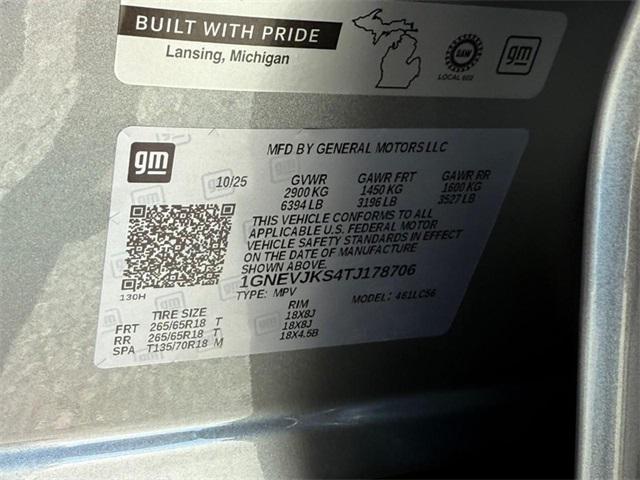 BUILT WITH PRIDE
Lansing, Michigan
UAW
LOCAL 602
gm
gm
MFD BY GENERAL MOTORS LLC
10/25
GVWR GAWR FRT GAWR RR
2900 KG 1450 KG 1600 KG
6394 LB 3196 LB 3527 LB
THIS VEHICLE CONFORMS TO ALL
APPLICABLE U.S. FEDERAL MOTOR
VEHICLE SAFETY STANDARDS IN EFFECT
ON THE DATE OF MANUFACTURE
SHOWN ABOVE.
1GNEVJKS4TJ178706
130H
TYPE: MPV MODEL: 461LC56
TIRE SIZE RIM
FRT 265/65R18 T 18X8J
RR 265/65R18 T 18X8J
SPA T135/70R18 M 18X4.5B